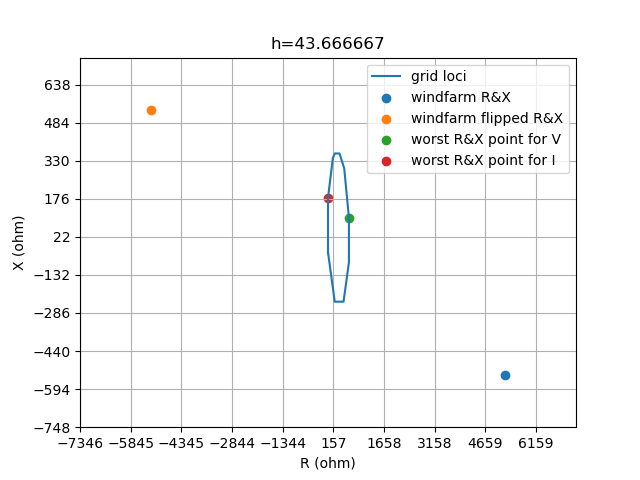 h=43.666667
grid loci
windfarm R&X
windfarm flipped R&X
worst R&X point for V
worst R&X point for I
638
484
330
176
22
−132
−286
−440
−594
−748
X (ohm)
−7346 −5845 −4345 −2844 −1344 157 1658 3158 4659 6159
R (ohm)